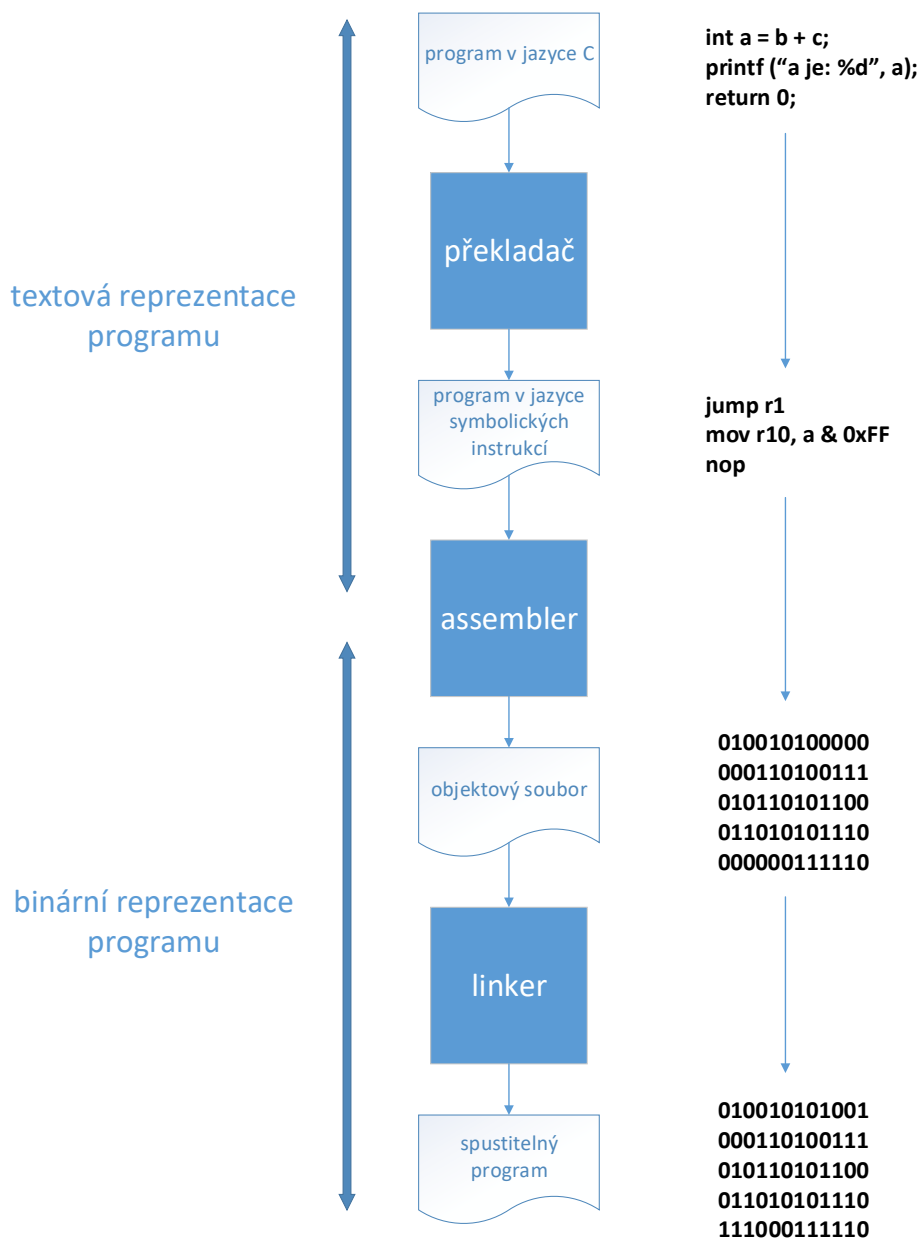 program v jazyce C
int a = b + c;
printf (“a je: %d”, a);
return 0;
překladač
textová reprezentace
programu
program v jazyce
symbolických
instrukcí
jump r1
mov r10, a & 0xFF
nop
assembler
objektový soubor
010010100000
000110100111
010110101100
011010101110
000000111110
binární reprezentace
programu
linker
spustitelný
program
010010101001
000110100111
010110101100
011010101110
111000111110